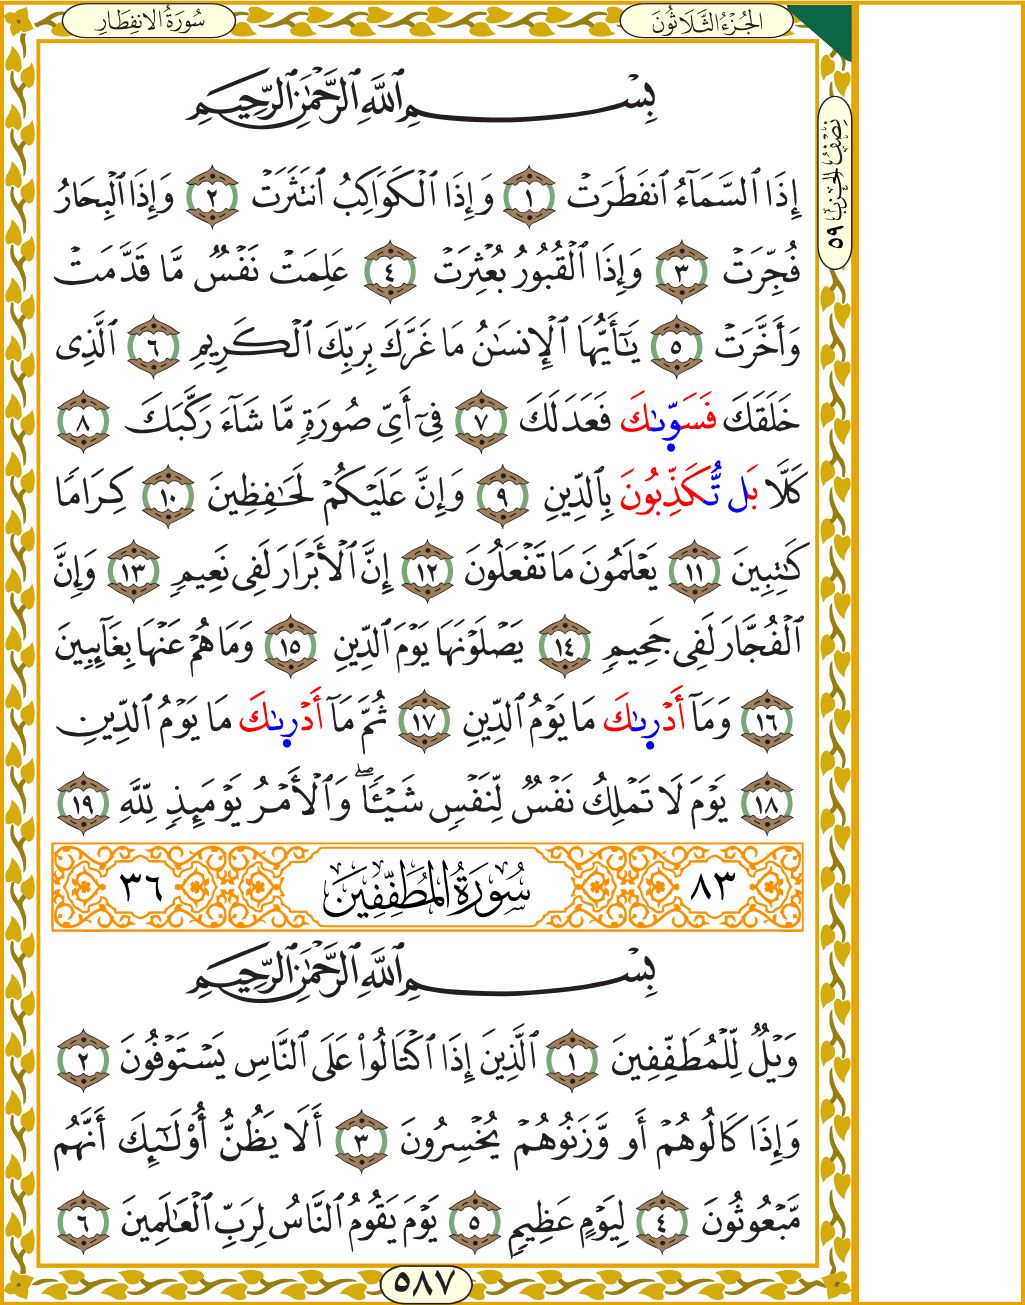 سُورَةُ الانفِطَارِ
الجُزْءُ الثَّلَاثُونَ
نِصْفُ الحِزْبِ ٥٩
بِسْمِ ٱللَّهِ ٱلرَّحْمَٰنِ ٱلرَّحِيمِ
إِذَا ٱلسَّمَآءُ ٱنفَطَرَتْ ١ وَإِذَا ٱلْكَوَاكِبُ ٱنتَثَرَتْ ٢ وَإِذَا ٱلْبِحَارُ
فُجِّرَتْ ٣ وَإِذَا ٱلْقُبُورُ بُعْثِرَتْ ٤ عَلِمَتْ نَفْسٌ مَّا قَدَّمَتْ
وَأَخَّرَتْ ٥ يَٰٓأَيُّهَا ٱلْإِنسَٰنُ مَا غَرَّكَ بِرَبِّكَ ٱلْكَرِيمِ ٦ ٱلَّذِى
خَلَقَكَ فَسَوَّىٰكَ فَعَدَلَكَ ٧ فِىٓ أَىِّ صُورَةٍ مَّا شَآءَ رَكَّبَكَ ٨
كَلَّا بَل تُّكَذِّبُونَ بِٱلدِّينِ ٩ وَإِنَّ عَلَيْكُمْ لَحَٰفِظِينَ ١٠ كِرَامًا
كَٰتِبِينَ ١١ يَعْلَمُونَ مَا تَفْعَلُونَ ١٢ إِنَّ ٱلْأَبْرَارَ لَفِى نَعِيمٍ ١٣ وَإِنَّ
ٱلْفُجَّارَ لَفِى جَحِيمٍ ١٤ يَصْلَوْنَهَا يَوْمَ ٱلدِّينِ ١٥ وَمَا هُمْ عَنْهَا بِغَآئِبِينَ
١٦ وَمَآ أَدْرِىٰكَ مَا يَوْمُ ٱلدِّينِ ١٧ ثُمَّ مَآ أَدْرِىٰكَ مَا يَوْمُ ٱلدِّينِ
١٨ يَوْمَ لَا تَمْلِكُ نَفْسٌ لِّنَفْسٍ شَيْـًٔا ۖ وَٱلْأَمْرُ يَوْمَئِذٍ لِّلَّهِ ١٩
٨٣ سُورَةُ المُطَفِّفِينَ ٣٦
بِسْمِ ٱللَّهِ ٱلرَّحْمَٰنِ ٱلرَّحِيمِ
وَيْلٌ لِّلْمُطَفِّفِينَ ١ ٱلَّذِينَ إِذَا ٱكْتَالُوا۟ عَلَى ٱلنَّاسِ يَسْتَوْفُونَ ٢
وَإِذَا كَالُوهُمْ أَو وَّزَنُوهُمْ يُخْسِرُونَ ٣ أَلَا يَظُنُّ أُو۟لَٰٓئِكَ أَنَّهُم
مَّبْعُوثُونَ ٤ لِيَوْمٍ عَظِيمٍ ٥ يَوْمَ يَقُومُ ٱلنَّاسُ لِرَبِّ ٱلْعَٰلَمِينَ ٦
٥٨٧